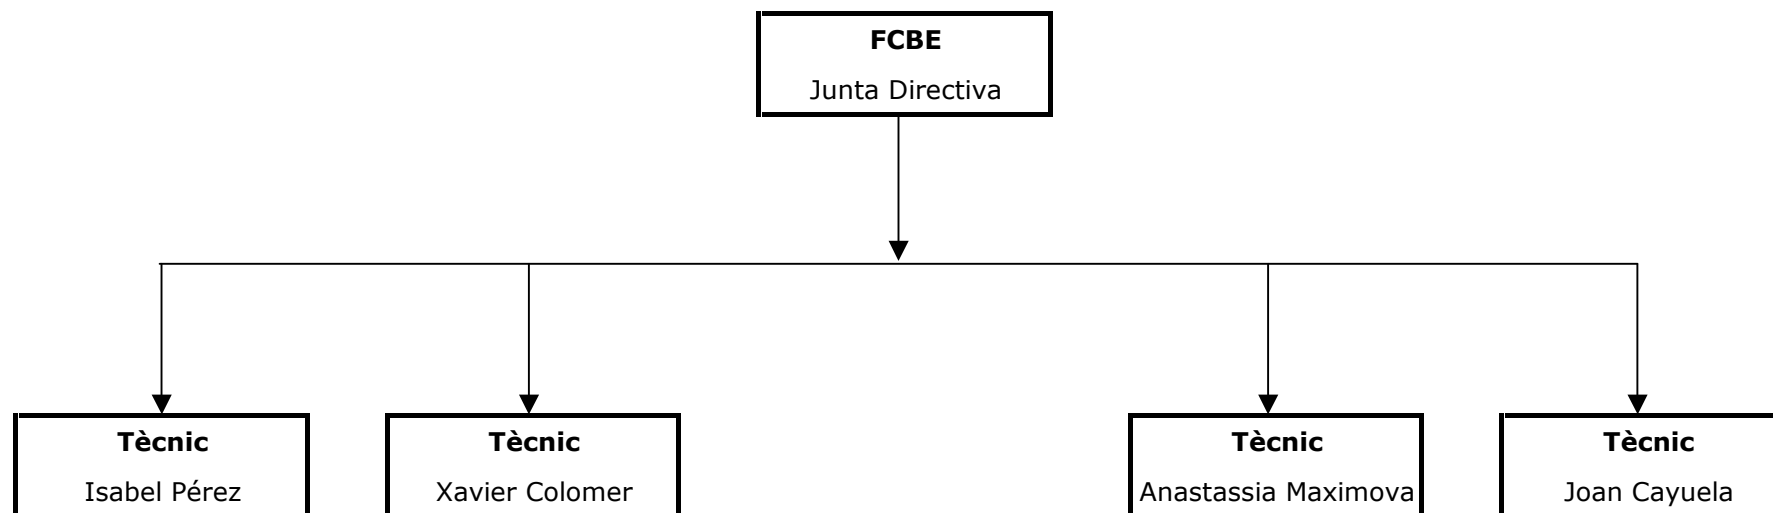 FCBE
Junta Directiva
Tècnic
Isabel Pérez
Tècnic
Xavier Colomer
Tècnic
Anastassia Maximova
Tècnic
Joan Cayuela